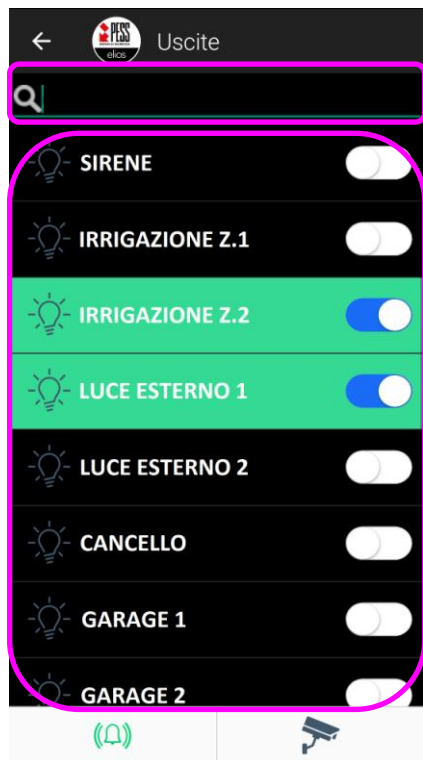 PESS
elios
Uscite
SIRENE
IRRIGAZIONE Z.1
IRRIGAZIONE Z.2
LUCE ESTERNO 1
LUCE ESTERNO 2
CANCELLO
GARAGE 1
GARAGE 2